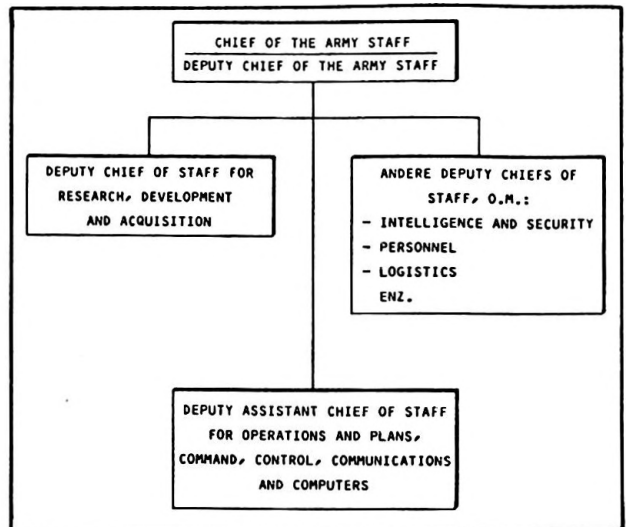 CHIEF OF THE ARMY STAFF
DEPUTY CHIEF OF THE ARMY STAFF
DEPUTY CHIEF OF STAFF FOR
RESEARCH, DEVELOPMENT
AND ACQUISITION
ANDERE DEPUTY CHIEFS OF
STAFF, O.M.:
- INTELLIGENCE AND SECURITY
- PERSONNEL
- LOGISTICS
ENZ.
DEPUTY ASSISTANT CHIEF OF STAFF
FOR OPERATIONS AND PLANS,
COMMAND, CONTROL, COMMUNICATIONS
AND COMPUTERS